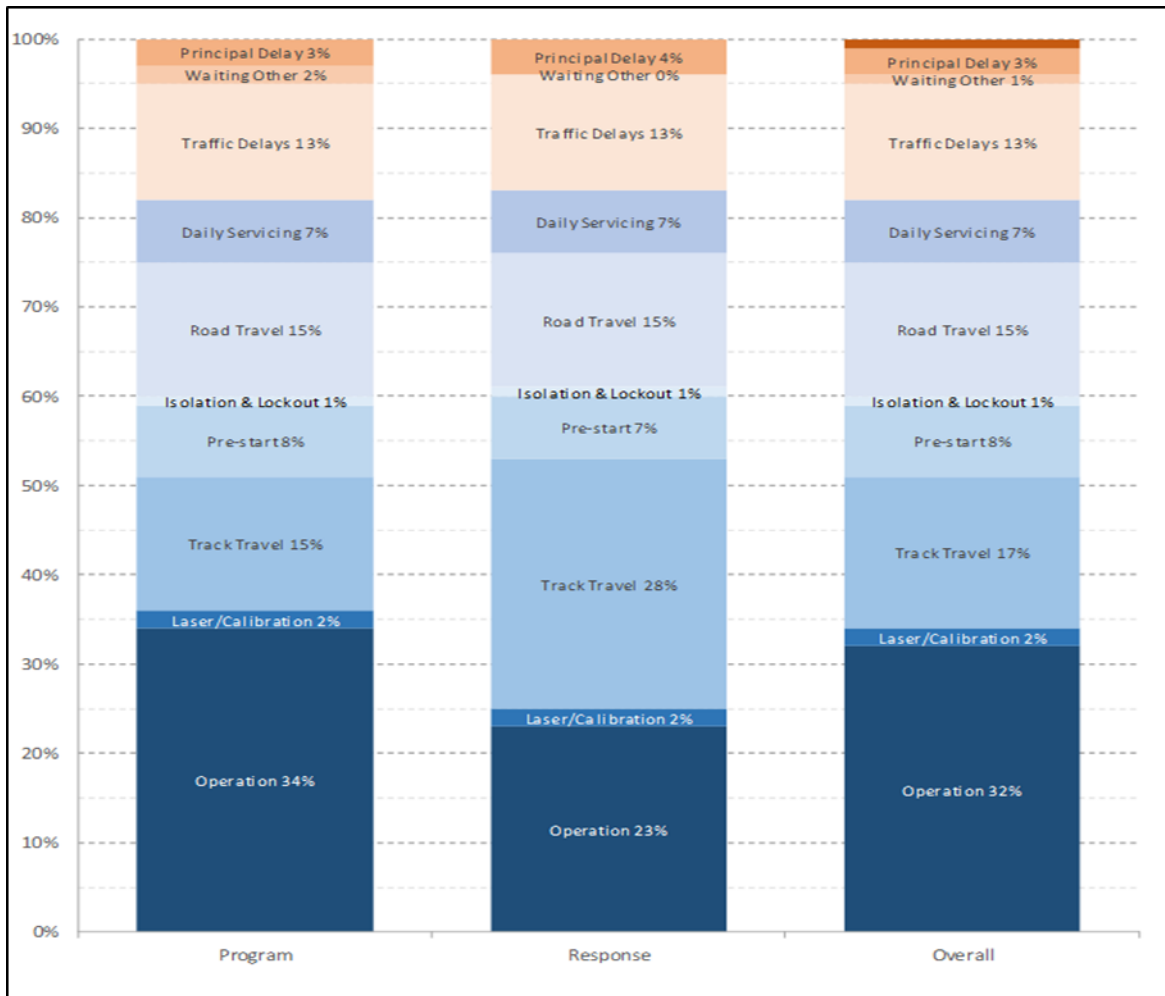 100%
90%
80%
70%
60%
50%
40%
30%
20%
10%
0%
Principal Delay 3%
Waiting Other 2%
Traffic Delays 13%
Daily Servicing 7%
Road Travel 15%
Isolation & Lockout 1%
Pre-start 8%
Track Travel 15%
Laser/Calibration 2%
Operation 34%
Principal Delay 4%
Waiting Other 0%
Traffic Delays 13%
Daily Servicing 7%
Road Travel 15%
Isolation & Lockout 1%
Pre-start 7%
Track Travel 28%
Laser/Calibration 2%
Operation 23%
Principal Delay 3%
Waiting Other 1%
Traffic Delays 13%
Daily Servicing 7%
Road Travel 15%
Isolation & Lockout 1%
Pre-start 8%
Track Travel 17%
Laser/Calibration 2%
Operation 32%
Program
Response
Overall